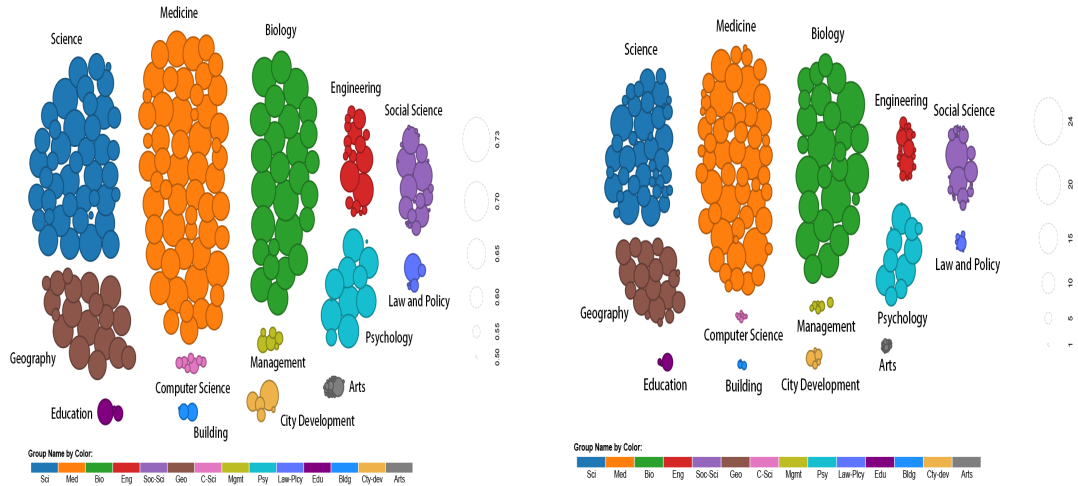 Medicine
Biology
Science
Engineering
Social Science
Law and Policy
Geography
Psychology
Management
Computer Science
Arts
Education
City Development
Building
0.73
0.70
0.65
0.60
0.55
0.50
Group Name by Color:
Sci Med Bio Eng Soc-Sci Geo C-Sci Mgmt Psy Law-Plcy Edu Bldg Cty-dev Arts
Medicine
Biology
Science
Engineering
Social Science
Law and Policy
Geography
Psychology
Management
Computer Science
Arts
Education
Building
City Development
24
20
15
10
5
1
Group Name by Color:
Sci Med Bio Eng Soc-Sci Geo C-Sci Mgmt Psy Law-Plcy Edu Bldg Cty-dev Arts